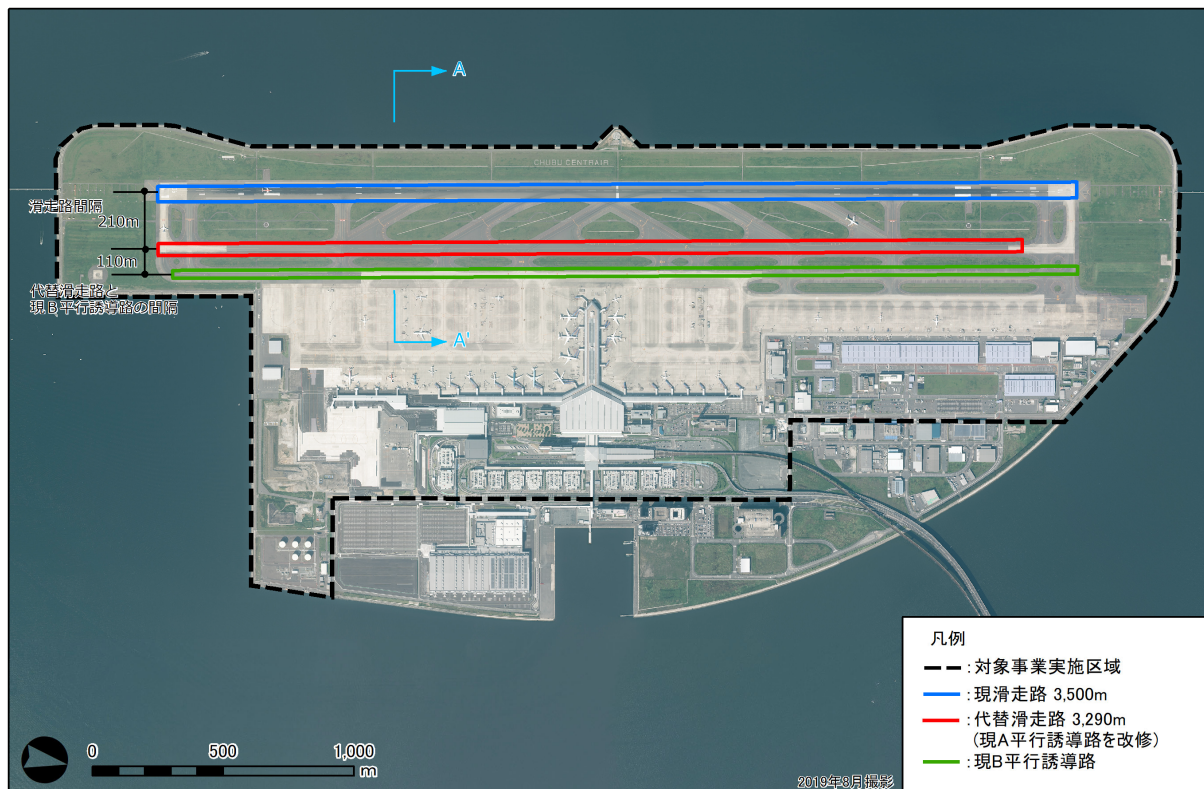 A
CHUBU CENTRAIR
滑走路間隔
210m
110m
代替滑走路と
現B平行誘導路の間隔
A'
凡例
:対象事業実施区域
:現滑走路 3,500m
:代替滑走路 3,290m
(現A平行誘導路を改修)
:現B平行誘導路
0 500 1,000
m
2019年8月撮影